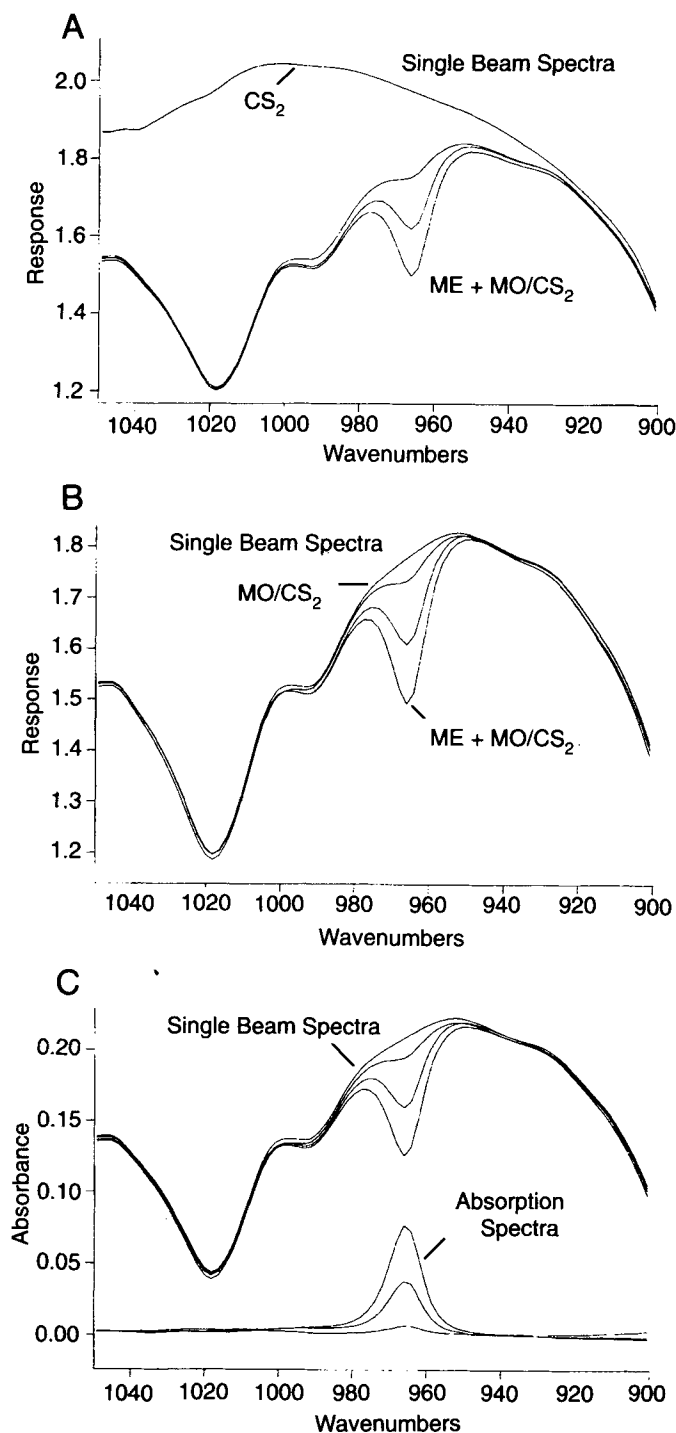 A
Single Beam Spectra
CS2
ME + MO/CS2
Response
2.0
1.8
1.6
1.4
1.2
1040 1020 1000 980 960 940 920 900
Wavenumbers
B
Single Beam Spectra
MO/CS2
ME + MO/CS2
Response
1.8
1.7
1.6
1.5
1.4
1.3
1.2
1040 1020 1000 980 960 940 920 900
Wavenumbers
C
Single Beam Spectra
Absorption
Spectra
Absorbance
0.20
0.15
0.10
0.05
0.00
1040 1020 1000 980 960 940 920 900
Wavenumbers